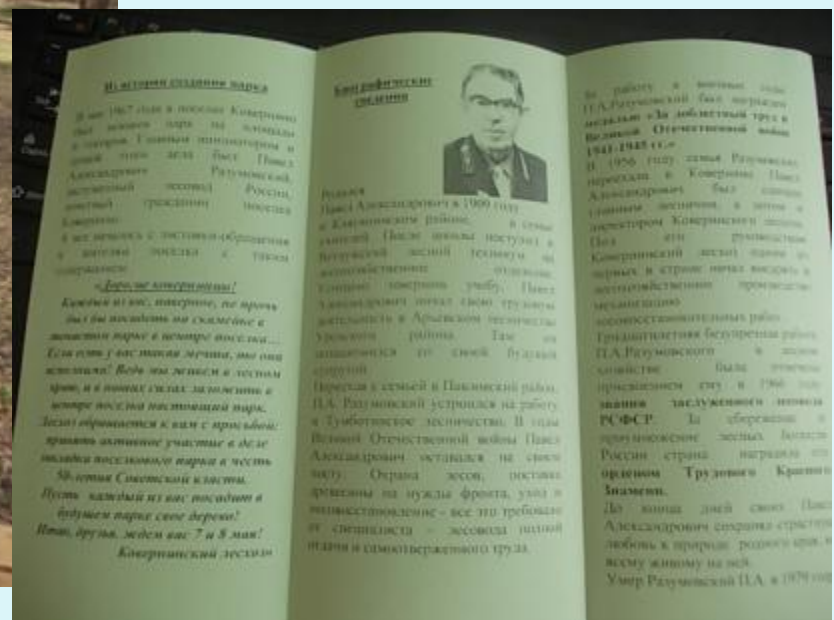 Из истории создания парка
В мае 1967 года в поселке Ковернино
был заложен парк на площади
гектаров. Главным инициатором и
душой этого дела был Павел
Александрович Разумовский,
заслуженный лесовод России,
почетный гражданин поселка
Ковернино.
А все началось с листовки-обращения
к жителям поселка с таким
содержанием:
«Дорогие ковернинцы!
Каждый из вас, наверное, не прочь
был бы посидеть на скамейке в
тенистом парке в центре поселка…
Если есть у вас такая мечта, то она
исполнима! Ведь мы живем в лесном
краю, и в наших силах заложить в
центре поселка настоящий парк.
Лесхоз обращается к вам с просьбой:
принять активное участие в деле
закладки поселкового парка в честь
50-летия Советской власти.
Пусть каждый из вас посадит в
будущем парке свое дерево!
Итак, друзья, ждем вас 7 и 8 мая!
Ковернинский лесхоз»
Биографические
сведения
Родился
Павел Александрович в 1909 году
в районе, в семье
учителей. После школы поступил в
Ветлужский лесной техникум на
лесохозяйственное отделение.
Успешно завершив учебу, Павел
Александрович начал свою трудовую
деятельность в лесничестве
Уренского района. Там он
познакомился со своей будущей
супругой.
Переехав с семьей в Павловский район,
П.А. Разумовский устроился на работу
в Тумботинское лесничество. В годы
Великой Отечественной войны Павел
Александрович оставался на своем
посту. Охрана лесов, поставка
древесины на нужды фронта, уход и
лесовосстановление - все это требовало
от специалиста – лесовода полной
отдачи и самоотверженного труда.
За работу в военные годы
П.А.Разумовский был награжден
медалью «За доблестный труд в
Великой Отечественной войне
1941-1945 гг.»
В 1956 году семья Разумовских
переехала в Ковернино. Павел
Александрович был сначала
главным лесничим, а затем и
директором Ковернинского лесхоза.
Под его руководством
Ковернинский лесхоз одним из
первых в стране начал внедрять в
лесохозяйственное производство
механизацию
лесовосстановительных работ.
Тридцатилетняя безупречная работа
П.А.Разумовского в лесном
хозяйстве была отмечена
присвоением ему в 1966 году
звания заслуженного лесовода
РСФСР. За сбережение и
приумножение лесных богатств
России страна наградила его
орденом Трудового Красного
Знамени.
До конца дней своих Павел
Александрович сохранял страстную
любовь к природе родного края, ко
всему живому на ней.
Умер Разумовский П.А. в 1979 году